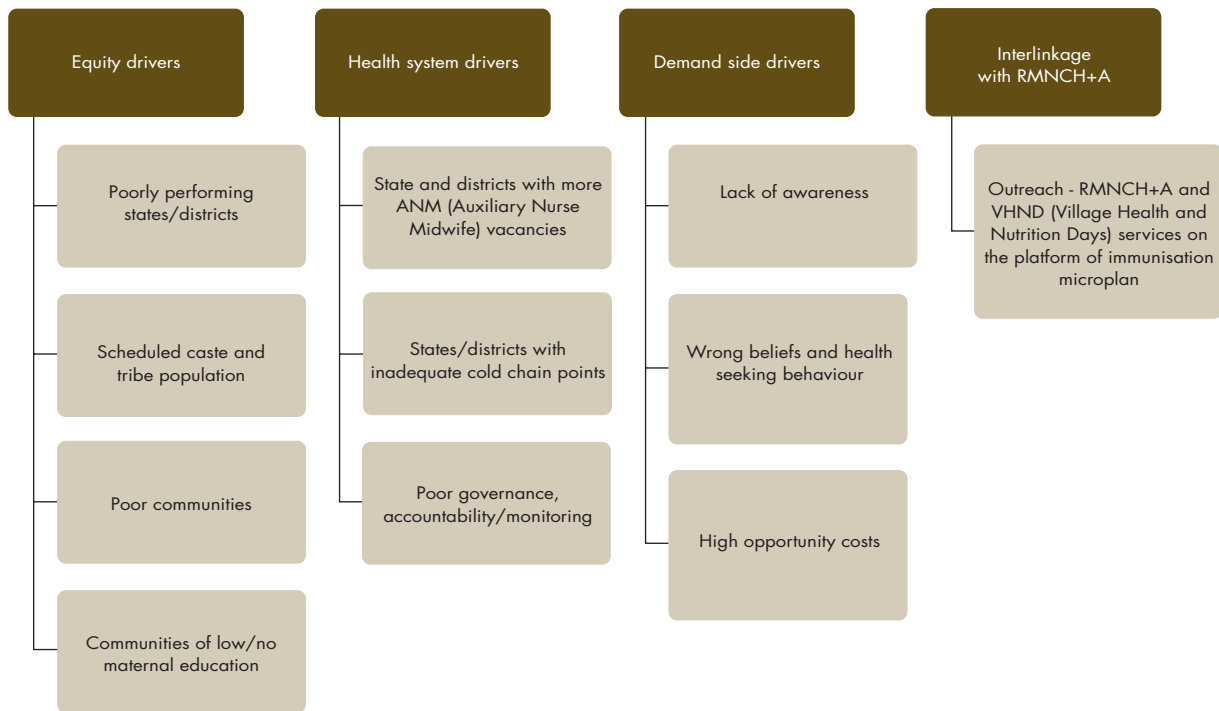 Equity drivers
Poorly performing
states/districts
Scheduled caste and
tribe population
Poor communities
Communities of low/no
maternal education
Health system drivers
State and districts with more
ANM (Auxiliary Nurse
Midwife) vacancies
States/districts with
inadequate cold chain points
Poor governance,
accountability/monitoring
Demand side drivers
Lack of awareness
Wrong beliefs and health
seeking behaviour
High opportunity costs
Interlinkage
with RMNCH+A
Outreach - RMNCH+A and
VHND (Village Health and
Nutrition Days) services on
the platform of immunisation
microplan